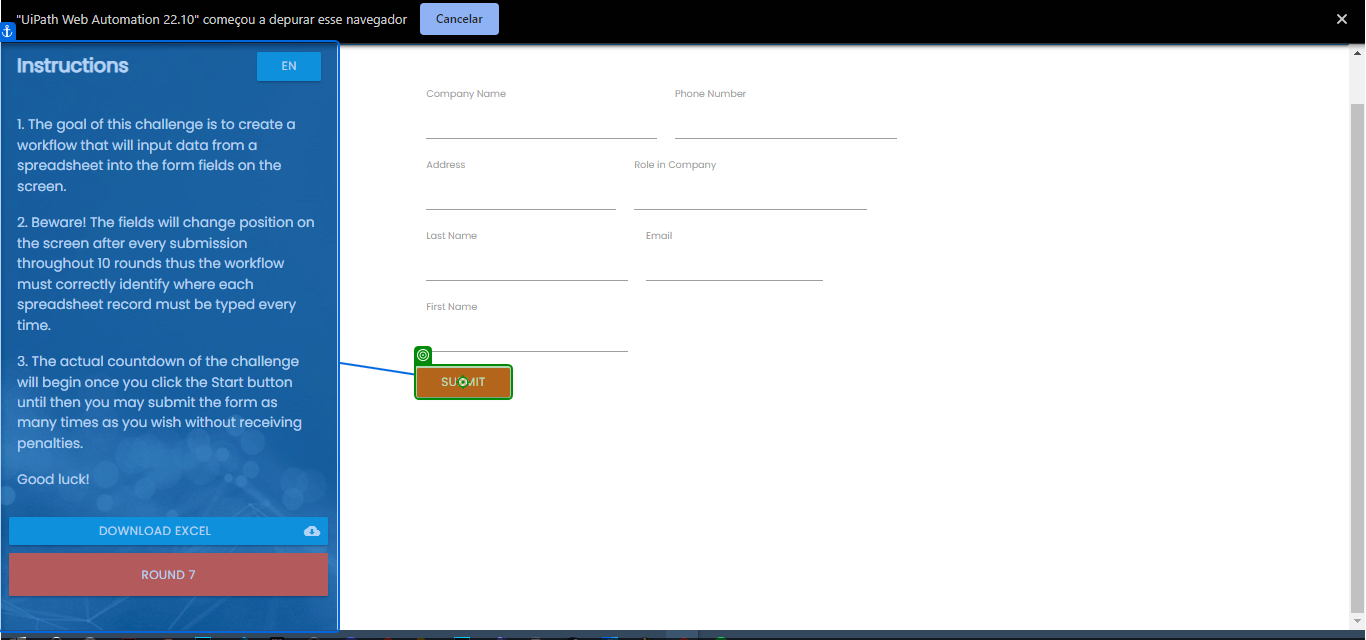 "UiPath Web Automation 22.10" começou a depurar esse navegador
Cancelar
Instructions
EN
1. The goal of this challenge is to create a
workflow that will input data from a
spreadsheet into the form fields on the
screen.
2. Beware! The fields will change position on
the screen after every submission
throughout 10 rounds thus the workflow
must correctly identify where each
spreadsheet record must be typed every
time.
3. The actual countdown of the challenge
will begin once you click the Start button
until then you may submit the form as
many times as you wish without receiving
penalties.
Good luck!
DOWNLOAD EXCEL
ROUND 7
Company Name
Phone Number
Address
Role in Company
Last Name
Email
First Name
SUBMIT